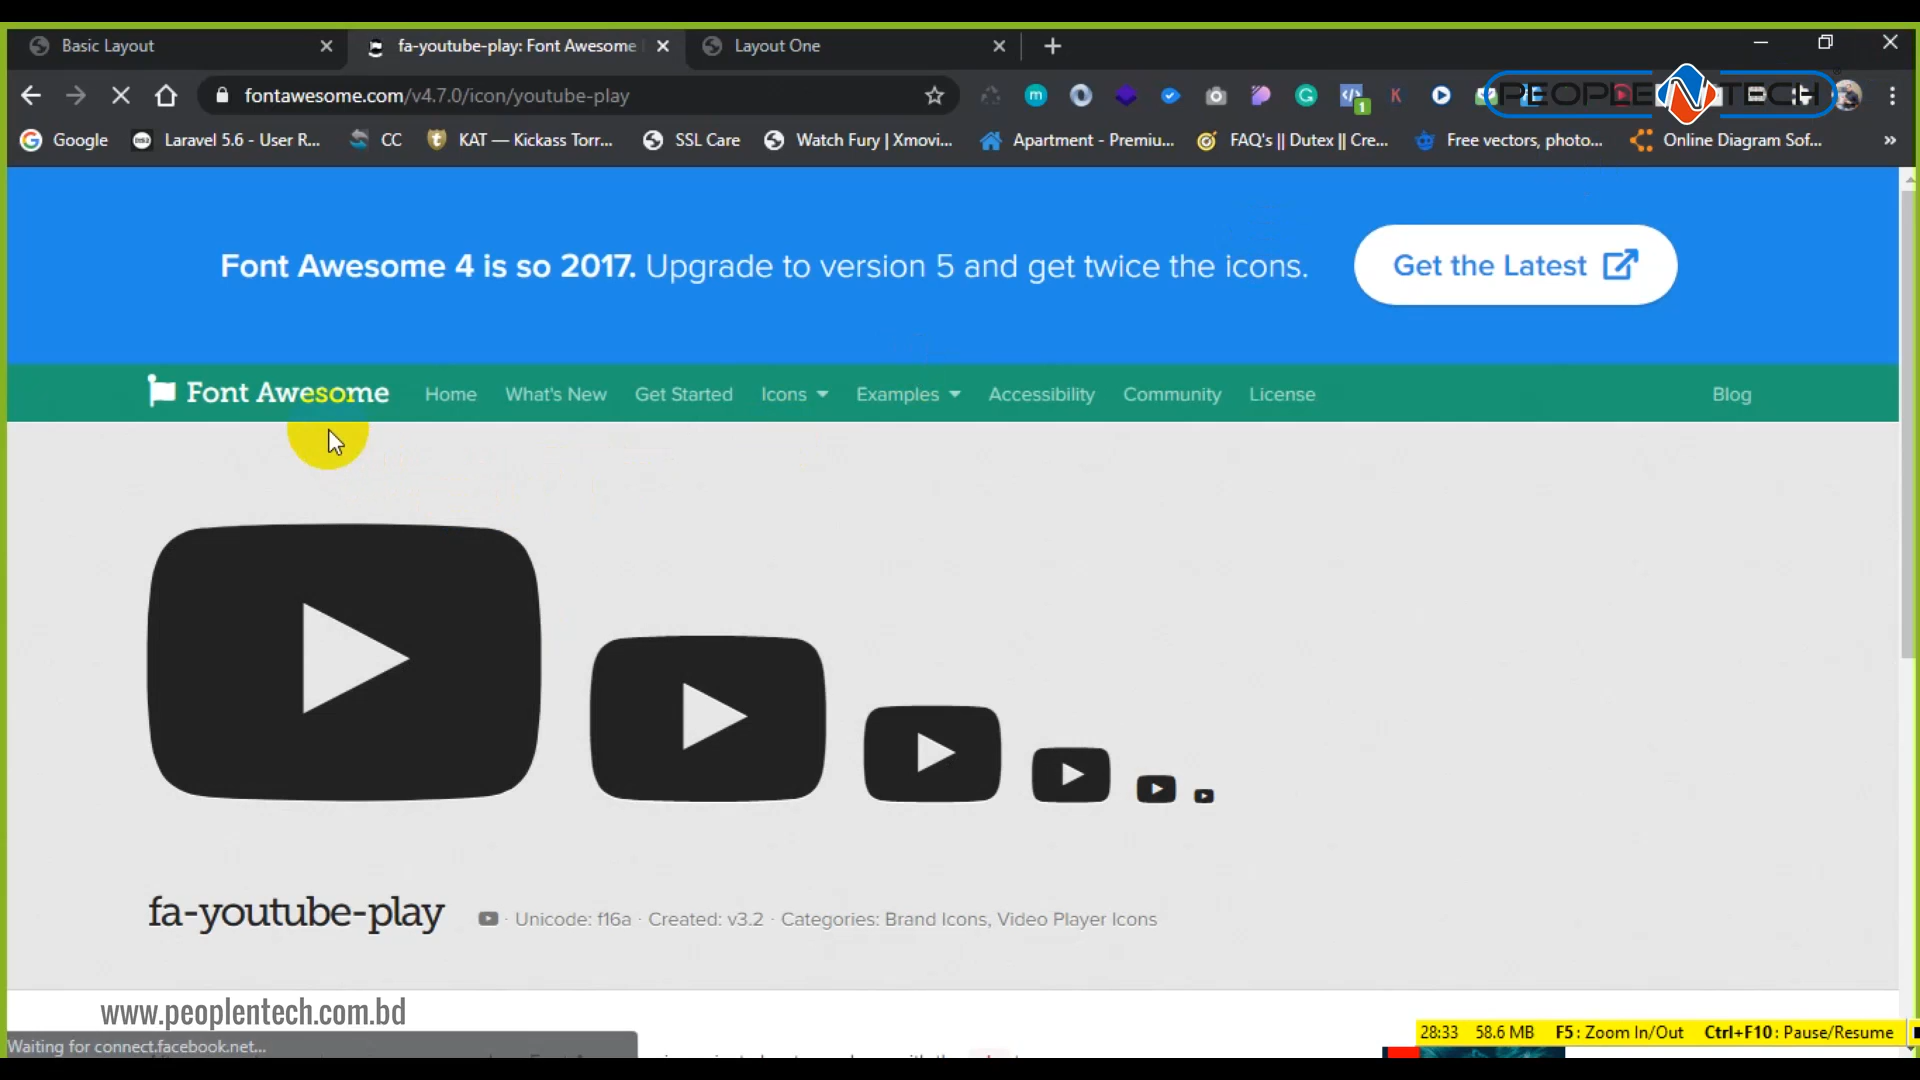 Basic Layout
fa-youtube-play: Font Awesome
Layout One
fontawesome.com/v4.7.0/icon/youtube-play
PEOPLE N TECH
Google
Laravel 5.6 - User R...
CC
KAT — Kickass Torr...
SSL Care
Watch Fury | Xmovi...
Apartment - Premiu...
FAQ's || Dutex || Cre...
Free vectors, photo...
Online Diagram Sof...
Font Awesome 4 is so 2017. Upgrade to version 5 and get twice the icons.
Get the Latest
Font Awesome
Home
What's New
Get Started
Icons
Examples
Accessibility
Community
License
Blog
fa-youtube-play
· Unicode: f16a · Created: v3.2 · Categories: Brand Icons, Video Player Icons
www.peoplentech.com.bd
Waiting for connect.facebook.net...
28:33 58.6 MB F5: Zoom In/Out Ctrl+F10: Pause/Resume